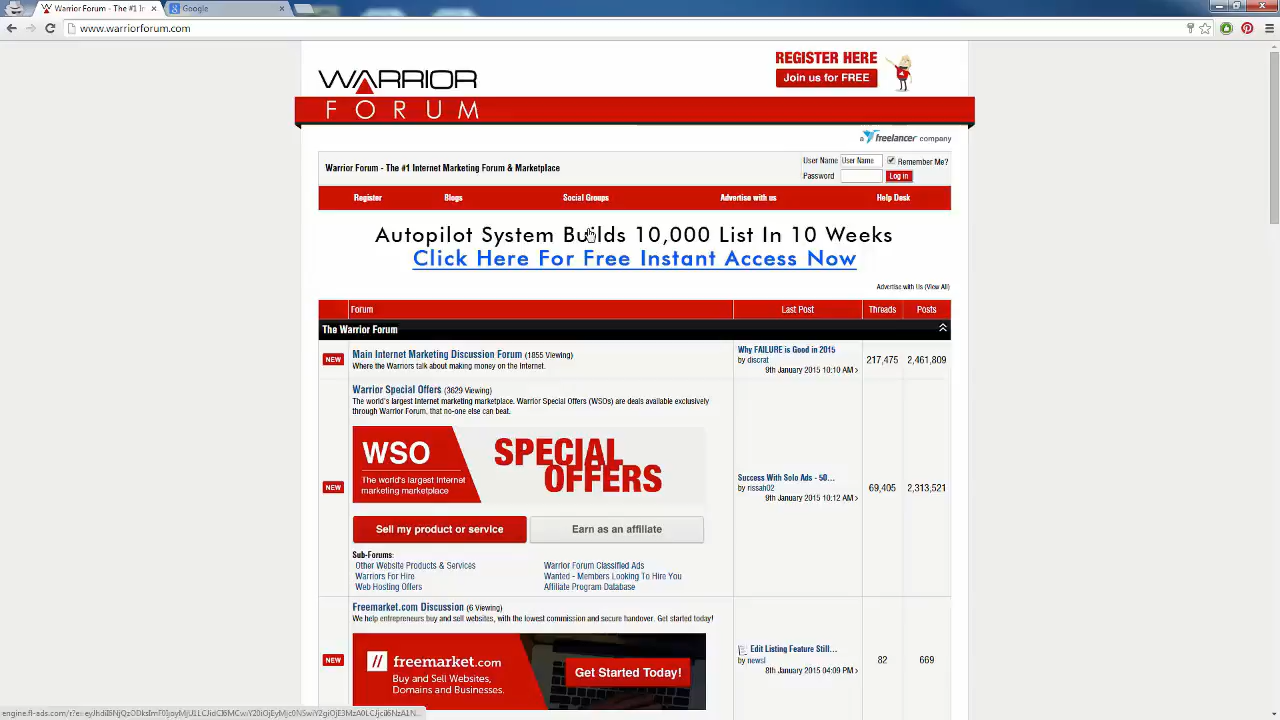 Warrior Forum - The #1 In
Google
www.warriorforum.com
REGISTER HERE
Join us for FREE
WARRIOR
FORUM
a freelancer company
Warrior Forum - The #1 Internet Marketing Forum & Marketplace
User Name User Name Remember Me?
Password Log in
Register Blogs Social Groups Advertise with us Help Desk
Autopilot System Builds 10,000 List In 10 Weeks
Click Here For Free Instant Access Now
Advertise with Us (View All)
Forum Last Post Threads Posts
The Warrior Forum
NEW
Main Internet Marketing Discussion Forum (1855 Viewing)
Where the Warriors talk about making money on the Internet.
Why FAILURE is Good in 2015
by discrat
9th January 2015 10:10 AM
217,475 2,461,809
Warrior Special Offers (3629 Viewing)
The world's largest Internet marketing marketplace. Warrior Special Offers (WSOs) are deals available exclusively
through Warrior Forum, that no-one else can beat.
WSO
The world's largest Internet
marketing marketplace
SPECIAL
OFFERS
NEW
Success With Solo Ads - 50...
by rissah02
9th January 2015 10:12 AM
69,405 2,313,521
Sell my product or service Earn as an affiliate
Sub-Forums:
Other Website Products & Services Warrior Forum Classified Ads
Warriors For Hire Wanted - Members Looking To Hire You
Web Hosting Offers Affiliate Program Database
Freemarket.com Discussion (6 Viewing)
We help entrepreneurs buy and sell websites, with the lowest commission and secure handover. Get started today!
NEW
freemarket.com
Buy and Sell Websites,
Domains and Businesses.
Get Started Today!
Edit Listing Feature Still...
by newsl
8th January 2015 04:09 PM
82 669